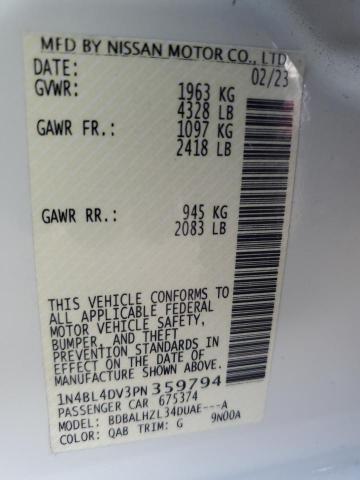 MFD BY NISSAN MOTOR CO., LTD
DATE: 02/23
GVWR: 1963 KG
4328 LB
GAWR FR.: 1097 KG
2418 LB
GAWR RR.: 945 KG
2083 LB
THIS VEHICLE CONFORMS TO
ALL APPLICABLE FEDERAL
MOTOR VEHICLE SAFETY,
BUMPER, AND THEFT
PREVENTION STANDARDS IN
EFFECT ON THE DATE OF
MANUFACTURE SHOWN ABOVE.
1N4BL4DV3PN359794
PASSENGER CAR 675374
MODEL: BDBALHZL34DUAE---A
COLOR: QAB TRIM: G 9N00A